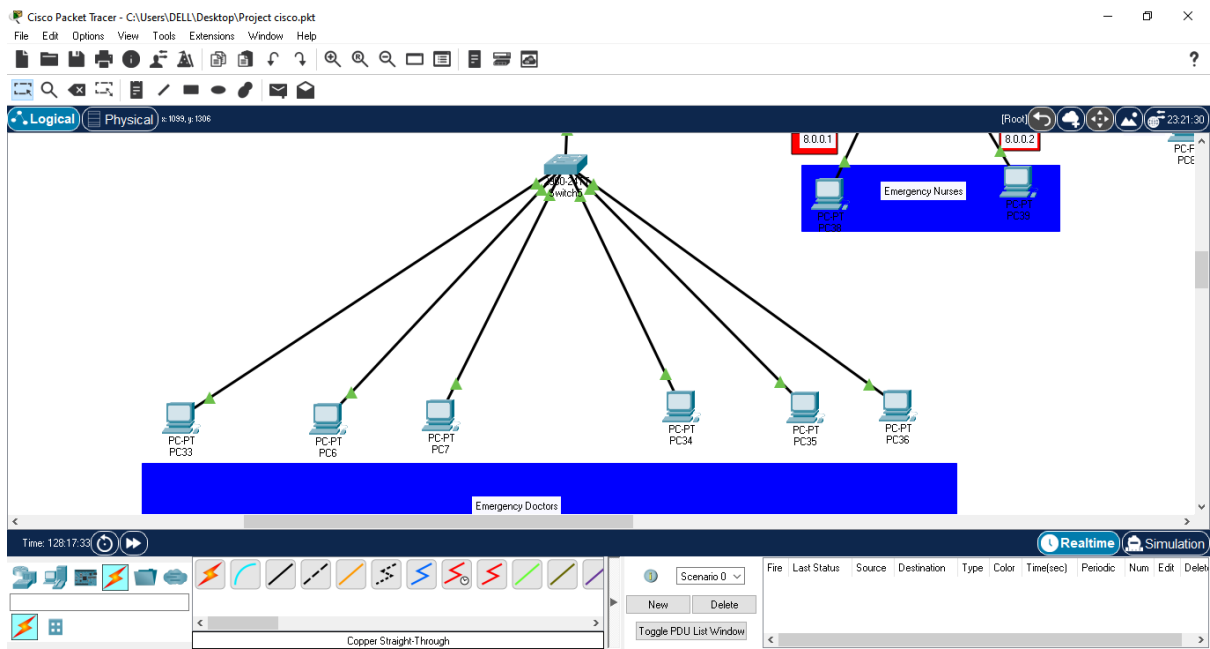 Cisco Packet Tracer - C:\Users\DELL\Desktop\Project cisco.pkt
File Edit Options View Tools Extensions Window Help
?
Logical Physical x: 1099, y: 1306 [Root] 23:21:30
8.0.0.1 8.0.0.2
PC-PT
Emergency Nurses
PC-PT PC-PT
PC-PT PC-PT PC-PT PC-PT PC-PT PC-PT
PC33 PC6 PC7 PC34 PC35 PC36
Emergency Doctors
Time: 128:17:33 Realtime Simulation
Scenario 0
Fire Last Status Source Destination Type Color Time(sec) Periodic Num Edit
New Delete
Toggle PDU List Window
Copper Straight-Through